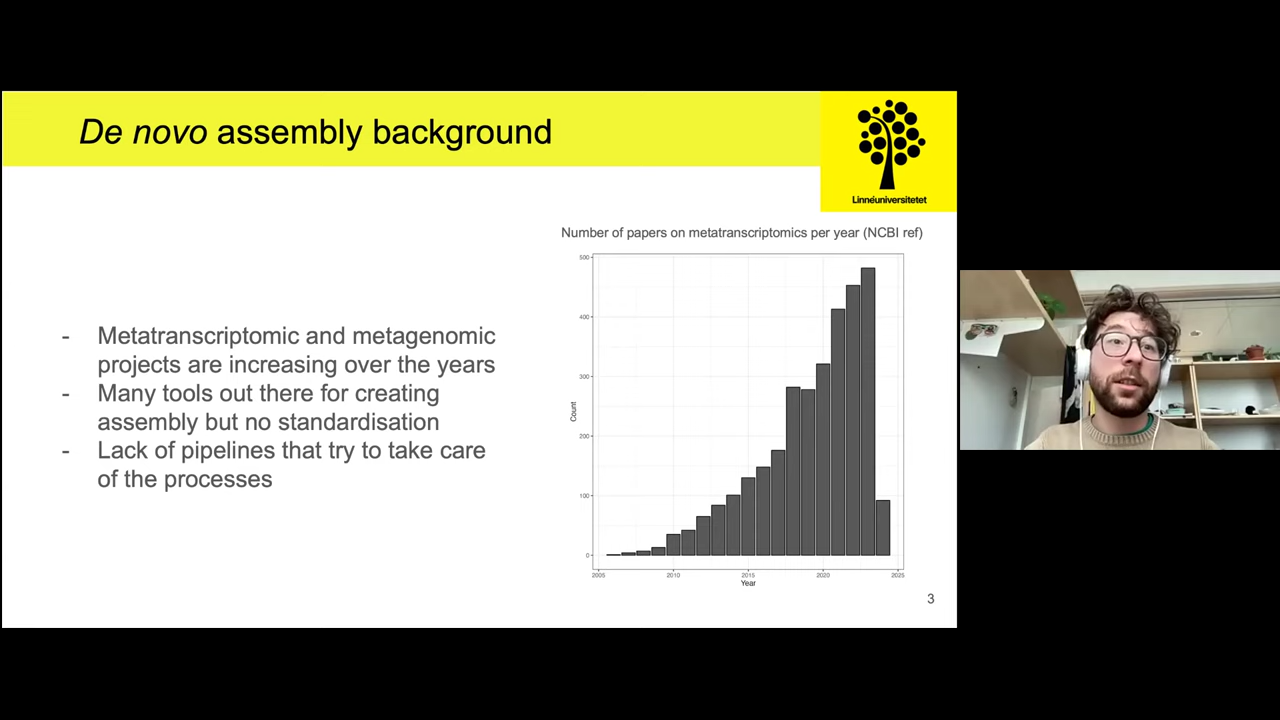 De novo assembly background
Linnéuniversitetet
Number of papers on metatranscriptomics per year (NCBI ref)
- Metatranscriptomic and metagenomic
projects are increasing over the years
- Many tools out there for creating
assembly but no standardisation
- Lack of pipelines that try to take care
of the processes
500
400
300
200
100
0
Count
2005 2010 2015 2020 2025
Year
3